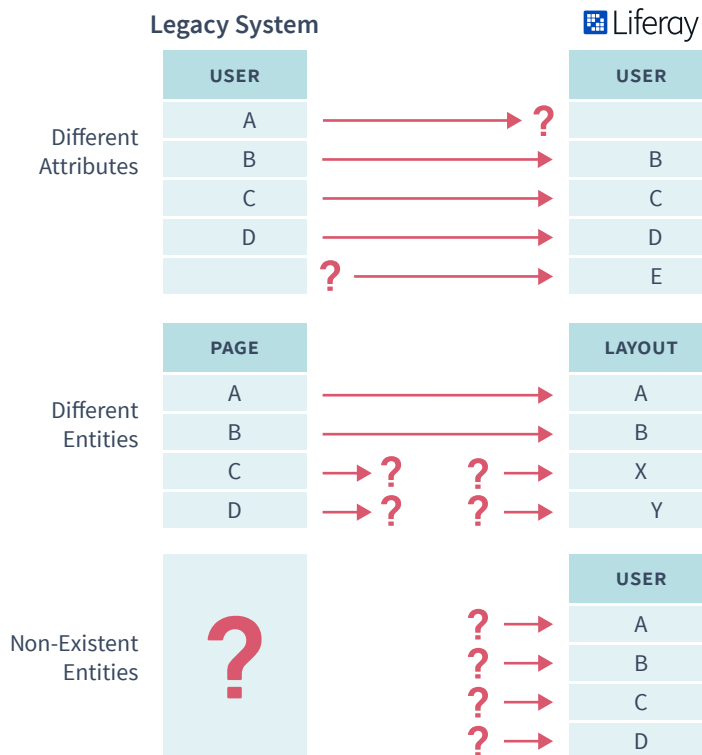 Legacy System
Liferay
USER
USER
Different
Attributes
A
?
B
B
C
C
D
D
?
E
PAGE
LAYOUT
Different
Entities
A
A
B
B
C
?
?
X
D
?
?
Y
Non-Existent
Entities
?
USER
?
A
?
B
?
C
?
D